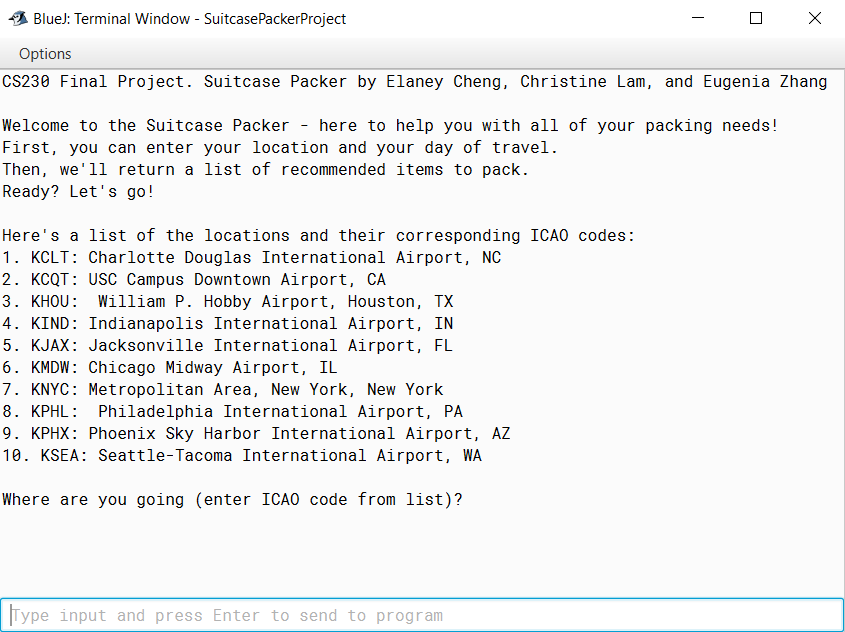 BlueJ: Terminal Window - SuitcasePackerProject
Options
CS230 Final Project. Suitcase Packer by Elaney Cheng, Christine Lam, and Eugenia Zhang
Welcome to the Suitcase Packer - here to help you with all of your packing needs!
First, you can enter your location and your day of travel.
Then, we'll return a list of recommended items to pack.
Ready? Let's go!
Here's a list of the locations and their corresponding ICAO codes:
1. KCLT: Charlotte Douglas International Airport, NC
2. KCQT: USC Campus Downtown Airport, CA
3. KHOU:  William P. Hobby Airport, Houston, TX
4. KIND: Indianapolis International Airport, IN
5. KJAX: Jacksonville International Airport, FL
6. KMDW: Chicago Midway Airport, IL
7. KNYC: Metropolitan Area, New York, New York
8. KPHL:  Philadelphia International Airport, PA
9. KPHX: Phoenix Sky Harbor International Airport, AZ
10. KSEA: Seattle-Tacoma International Airport, WA
Where are you going (enter ICAO code from list)?
Type input and press Enter to send to program